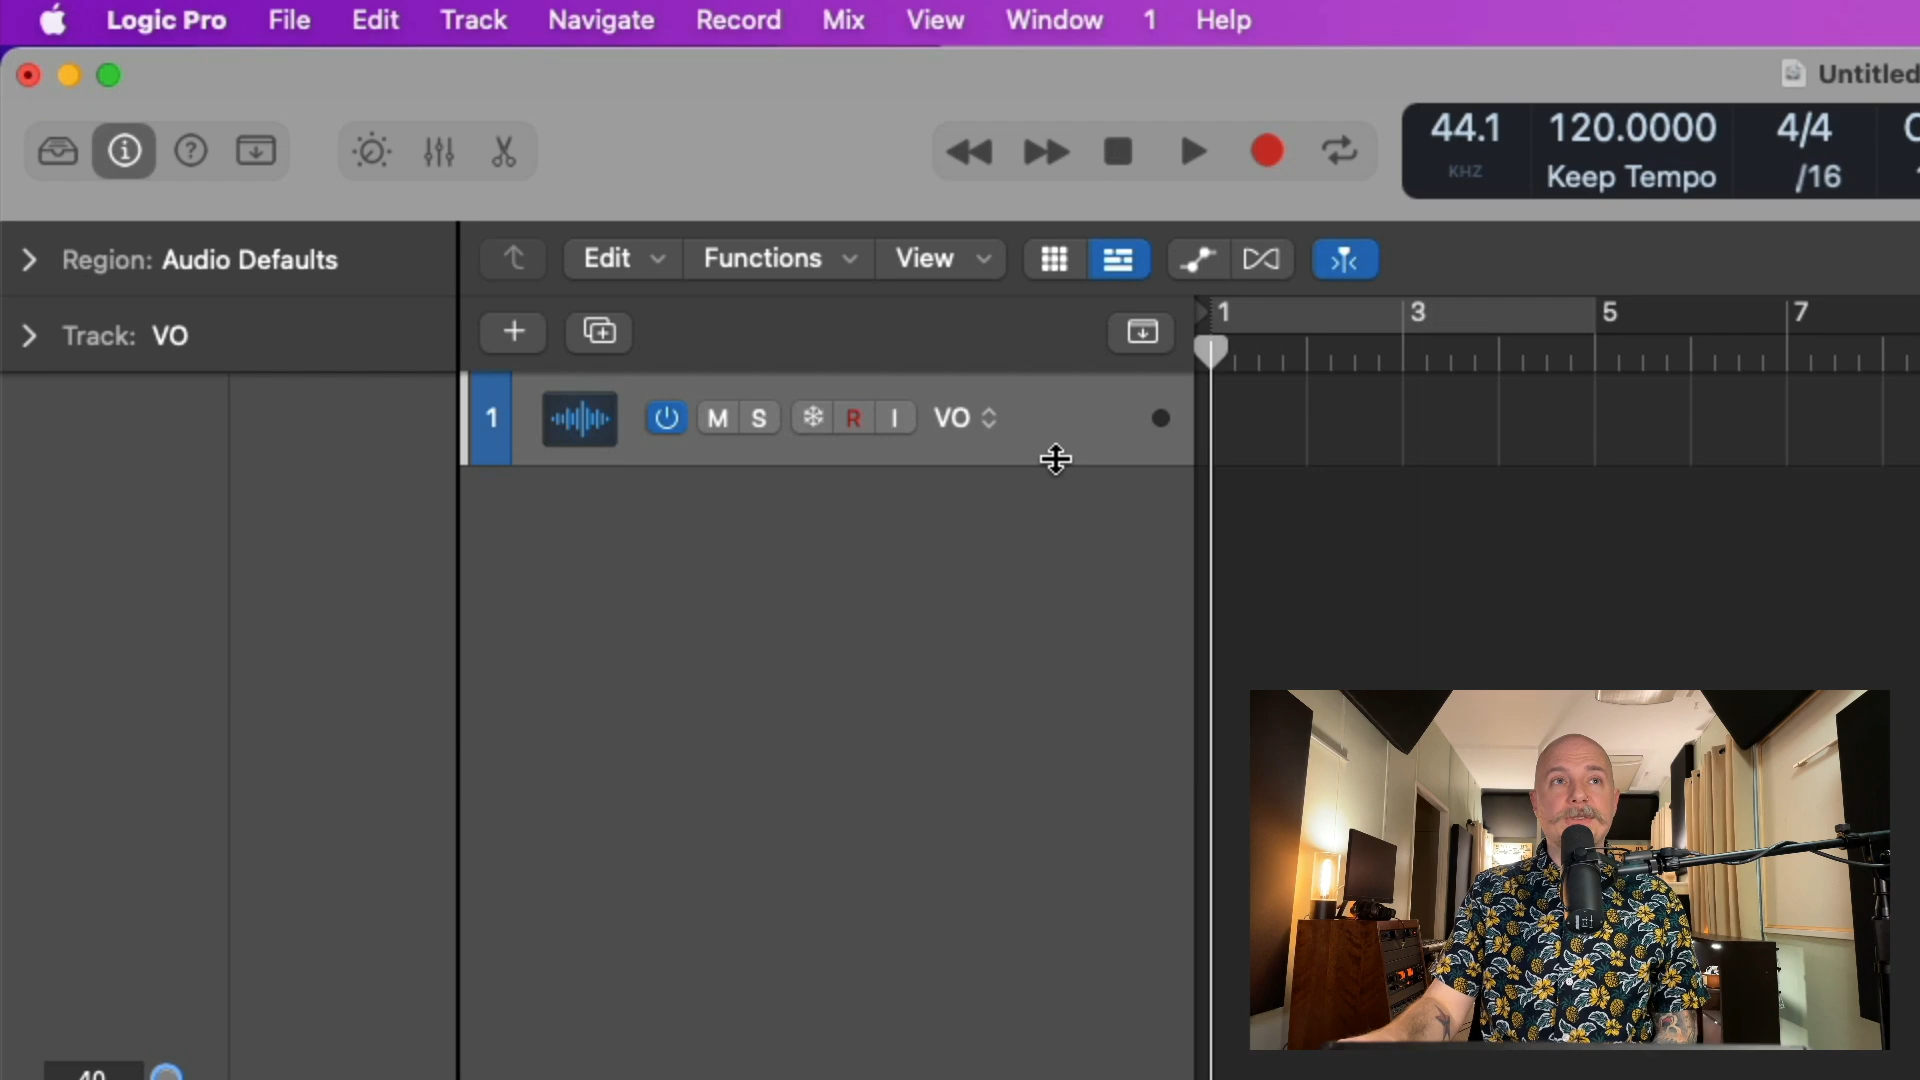 Logic Pro File Edit Track Navigate Record Mix View Window 1 Help
Untitled
44.1 120.0000 4/4
KHZ Keep Tempo /16
Region: Audio Defaults
Edit Functions View
Track: VO
1 3 5 7
1 M S R I VO